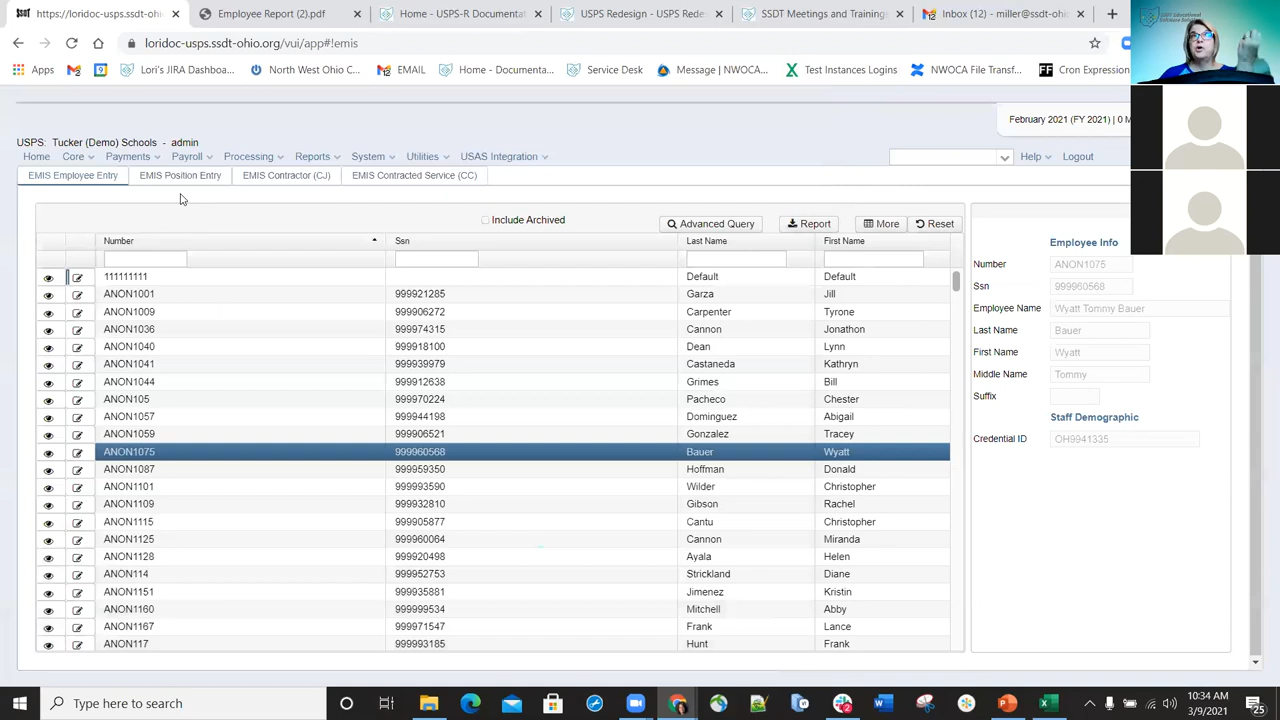 https://loridoc-usps.ssdt-ohio.o
Employee Report (2).pdf
Home - USPS-R Documentat
USPS Redesign - USPS Rede
SSDT Meetings and Trainings
Inbox (12) - miller@ssdt-ohio
loridoc-usps.ssdt-ohio.org/vui/app#!emis
Apps
Lori's JIRA Dashboa...
North West Ohio C...
EMAIL
Home - Documenta...
Service Desk
Message | NWOCA...
Test Instances Logins
NWOCA File Transf...
Cron Expression
February 2021 (FY 2021) | 0 M
USPS: Tucker (Demo) Schools - admin
Home Core Payments Payroll Processing Reports System Utilities USAS Integration Help Logout
EMIS Employee Entry EMIS Position Entry EMIS Contractor (CJ) EMIS Contracted Service (CC)
Include Archived Advanced Query Report More Reset
Number Ssn Last Name First Name
111111111 Default Default
ANON1001 999921285 Garza Jill
ANON1009 999906272 Carpenter Tyrone
ANON1036 999974315 Cannon Jonathon
ANON1040 999918100 Dean Lynn
ANON1041 999939979 Castaneda Kathryn
ANON1044 999912638 Grimes Bill
ANON105 999970224 Pacheco Chester
ANON1057 999944198 Dominguez Abigail
ANON1059 999906521 Gonzalez Tracey
ANON1075 999960568 Bauer Wyatt
ANON1087 999959350 Hoffman Donald
ANON1101 999993590 Wilder Christopher
ANON1109 999932810 Gibson Rachel
ANON1115 999905877 Cantu Christopher
ANON1125 999960064 Cannon Miranda
ANON1128 999920498 Ayala Helen
ANON114 999952753 Strickland Diane
ANON1151 999935881 Jimenez Kristin
ANON1160 999999534 Mitchell Abby
ANON1167 999971547 Frank Lance
ANON117 999993185 Hunt Frank
Employee Info
Number ANON1075
Ssn 999960568
Employee Name Wyatt Tommy Bauer
Last Name Bauer
First Name Wyatt
Middle Name Tommy
Suffix
Staff Demographic
Credential ID OH9941335
Type here to search
10:34 AM
3/9/2021
25